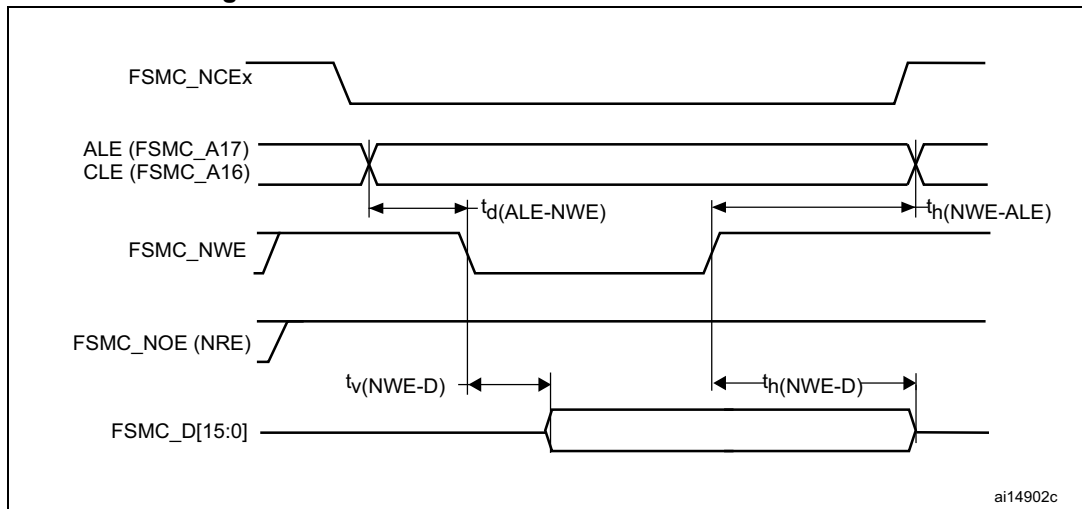 FSMC_NCEx
ALE (FSMC_A17)
CLE (FSMC_A16)
td(ALE-NWE)
th(NWE-ALE)
FSMC_NWE
FSMC_NOE (NRE)
tv(NWE-D)
th(NWE-D)
FSMC_D[15:0]
ai14902c